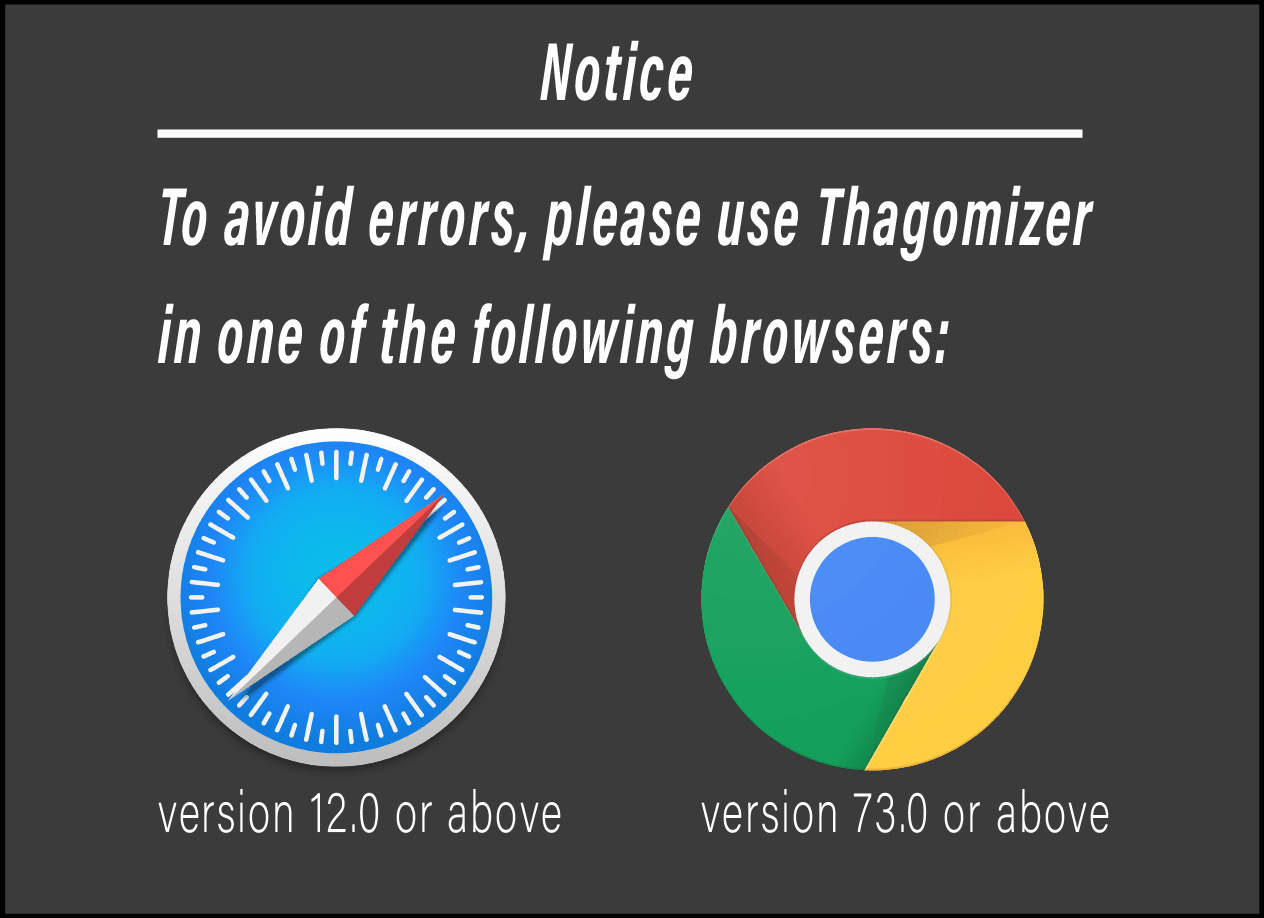 Notice
To avoid errors, please use Thagomizer
in one of the following browsers:
version 12.0 or above
version 73.0 or above